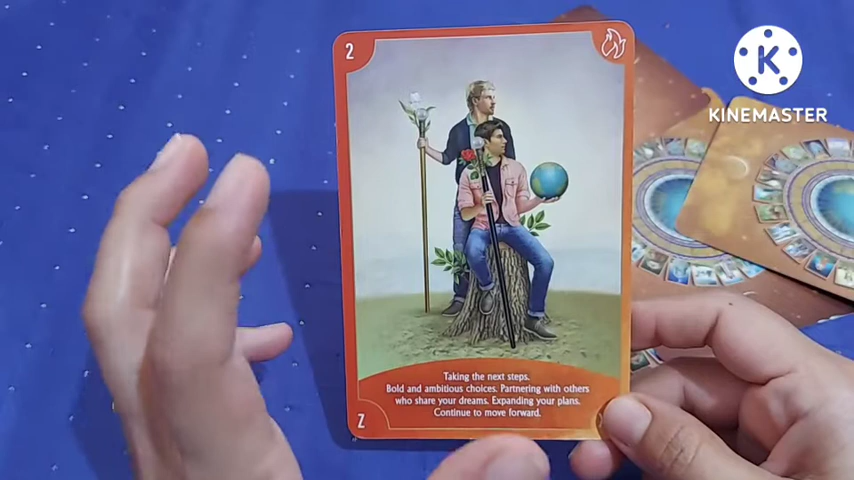 2
K
KINEMASTER
Taking the next steps.
Bold and ambitious choices. Partnering with others
who share your dreams. Expanding your plans.
Continue to move forward.
2